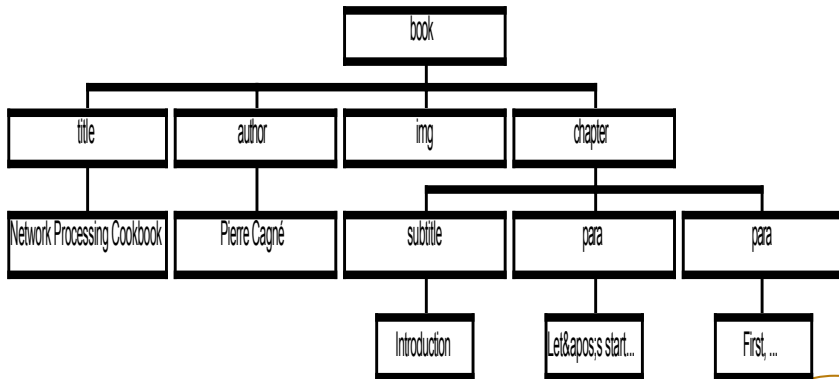 book
title
author
img
chapter
Network Processing Cookbook
Pierre Cagné
subtitle
para
para
Introduction
Let&apos;s start...
First, ...